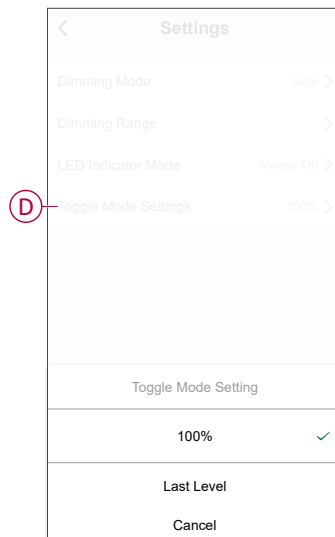 Settings
Dimming Mode Auto
Dimming Range
LED Indicator Mode Always On
D Toggle Mode Settings 100%
Toggle Mode Setting
100%
Last Level
Cancel